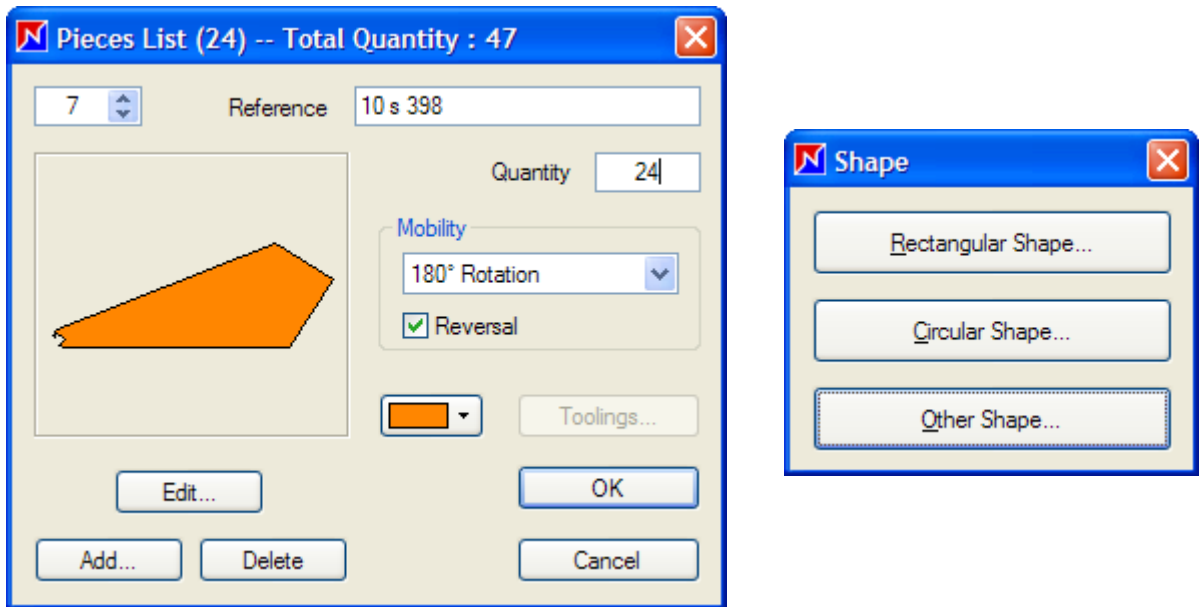 Pieces List (24) -- Total Quantity : 47
7
Reference
10 s 398
Quantity
24
Mobility
180° Rotation
Reversal
Toolings...
Edit...
OK
Add...
Delete
Cancel
Shape
Rectangular Shape...
Circular Shape...
Other Shape...